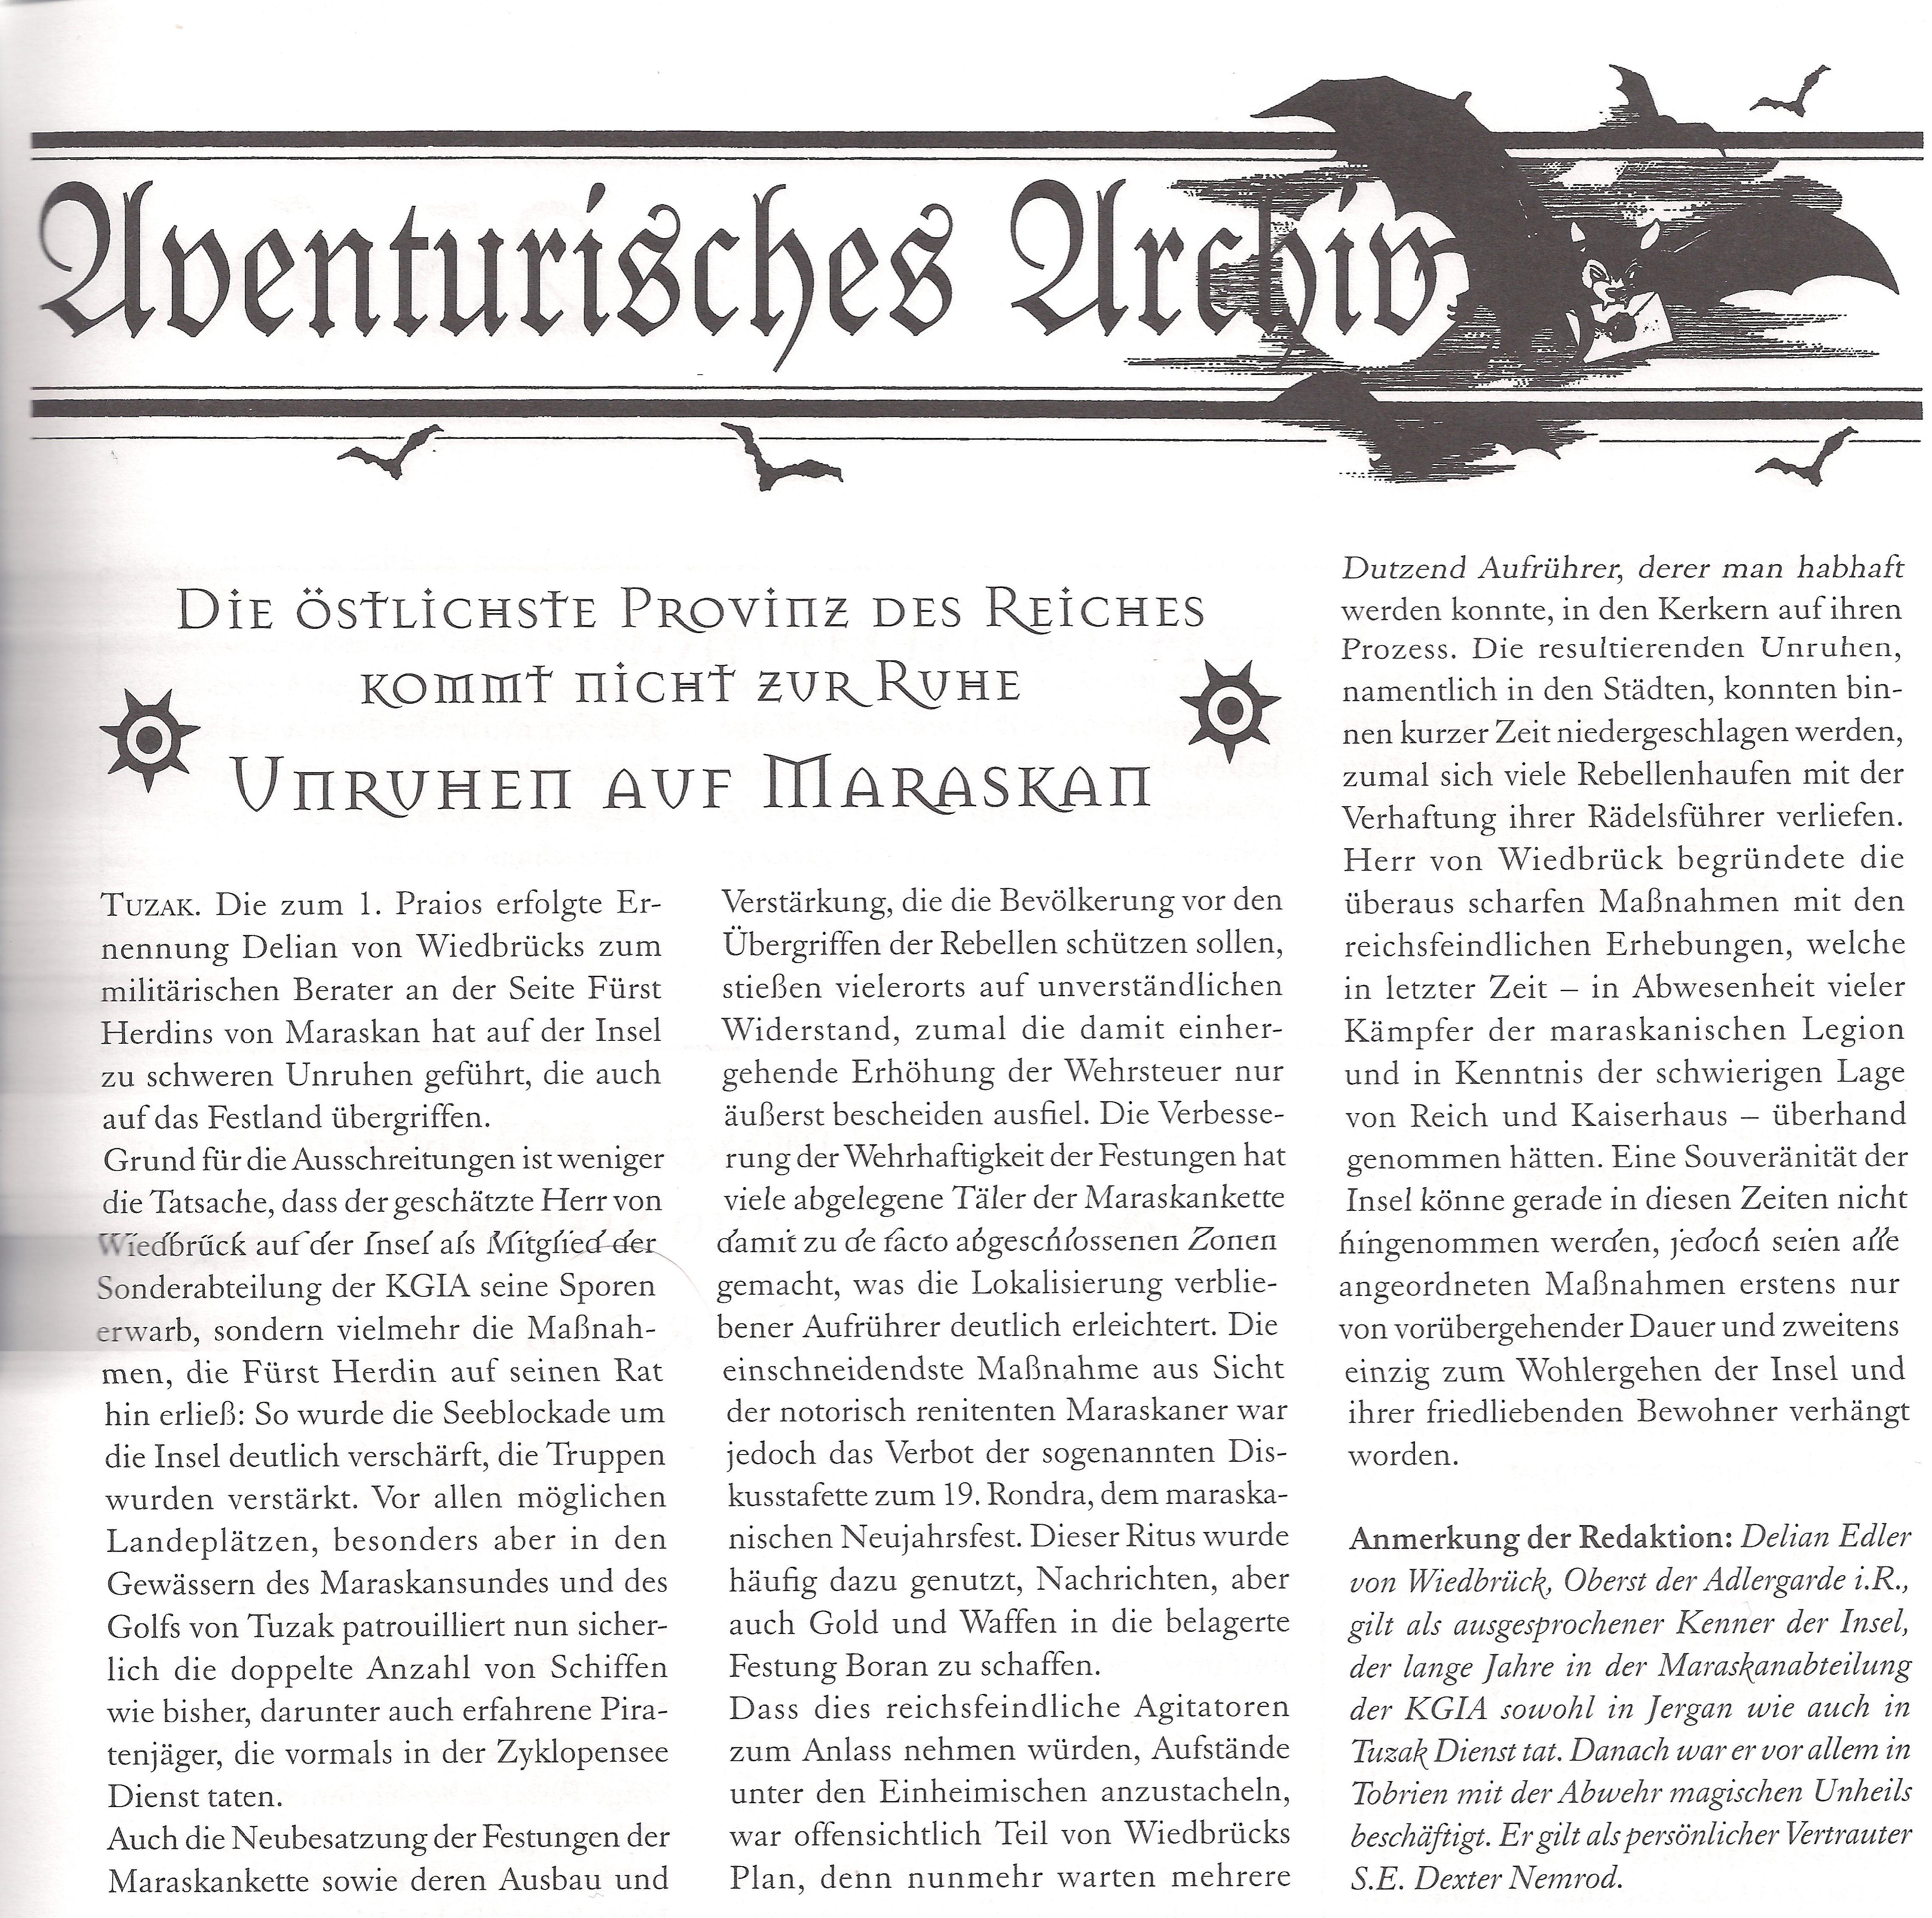 Aventurisches Archiv
Die östlichste Provinz des Reiches
kommt nicht zur Ruhe
Unruhen auf Maraskan
Tuzak. Die zum 1. Praios erfolgte Er-
nennung Delian von Wiedbrücks zum
militärischen Berater an der Seite Fürst
Herdins von Maraskan hat auf der Insel
zu schweren Unruhen geführt, die auch
auf das Festland übergriffen.
Grund für die Ausschreitungen ist weniger
die Tatsache, dass der geschätzte Herr von
Wiedbrück auf der Insel als Mitglied der
Sonderabteilung der KGIA seine Sporen
erwarb, sondern vielmehr die Maßnah-
men, die Fürst Herdin auf seinen Rat
hin erließ: So wurde die Seeblockade um
die Insel deutlich verschärft, die Truppen
wurden verstärkt. Vor allen möglichen
Landeplätzen, besonders aber in den
Gewässern des Maraskansundes und des
Golfs von Tuzak patrouilliert nun sicher-
lich die doppelte Anzahl von Schiffen
wie bisher, darunter auch erfahrene Pira-
tenjäger, die vormals in der Zyklopensee
Dienst taten.
Auch die Neubesatzung der Festungen der
Maraskankette sowie deren Ausbau und
Verstärkung, die die Bevölkerung vor den
Übergriffen der Rebellen schützen sollen,
stießen vielerorts auf unverständlichen
Widerstand, zumal die damit einher-
gehende Erhöhung der Wehrsteuer nur
äußerst bescheiden ausfiel. Die Verbesse-
rung der Wehrhaftigkeit der Festungen hat
viele abgelegene Täler der Maraskankette
damit zu de facto abgeschlossenen Zonen
gemacht, was die Lokalisierung verblie-
bener Aufrührer deutlich erleichtert. Die
einschneidendste Maßnahme aus Sicht
der notorisch renitenten Maraskaner war
jedoch das Verbot der sogenannten Dis-
kusstafette zum 19. Rondra, dem maraska-
nischen Neujahrsfest. Dieser Ritus wurde
häufig dazu genutzt, Nachrichten, aber
auch Gold und Waffen in die belagerte
Festung Boran zu schaffen.
Dass dies reichsfeindliche Agitatoren
zum Anlass nehmen würden, Aufstände
unter den Einheimischen anzustacheln,
war offensichtlich Teil von Wiedbrücks
Plan, denn nunmehr warten mehrere
Dutzend Aufrührer, derer man habhaft
werden konnte, in den Kerkern auf ihren
Prozess. Die resultierenden Unruhen,
namentlich in den Städten, konnten bin-
nen kurzer Zeit niedergeschlagen werden,
zumal sich viele Rebellenhaufen mit der
Verhaftung ihrer Rädelsführer verliefen.
Herr von Wiedbrück begründete die
überaus scharfen Maßnahmen mit den
reichsfeindlichen Erhebungen, welche
in letzter Zeit – in Abwesenheit vieler
Kämpfer der maraskanischen Legion
und in Kenntnis der schwierigen Lage
von Reich und Kaiserhaus – überhand
genommen hätten. Eine Souveränität der
Insel könne gerade in diesen Zeiten nicht
hingenommen werden, jedoch seien alle
angeordneten Maßnahmen erstens nur
von vorübergehender Dauer und zweitens
einzig zum Wohlergehen der Insel und
ihrer friedliebenden Bewohner verhängt
worden.
Anmerkung der Redaktion: Delian Edler
von Wiedbrück, Oberst der Adlergarde i.R.,
gilt als ausgesprochener Kenner der Insel,
der lange Jahre in der Maraskanabteilung
der KGIA sowohl in Jergan wie auch in
Tuzak Dienst tat. Danach war er vor allem in
Tobrien mit der Abwehr magischen Unheils
beschäftigt. Er gilt als persönlicher Vertrauter
S.E. Dexter Nemrod.